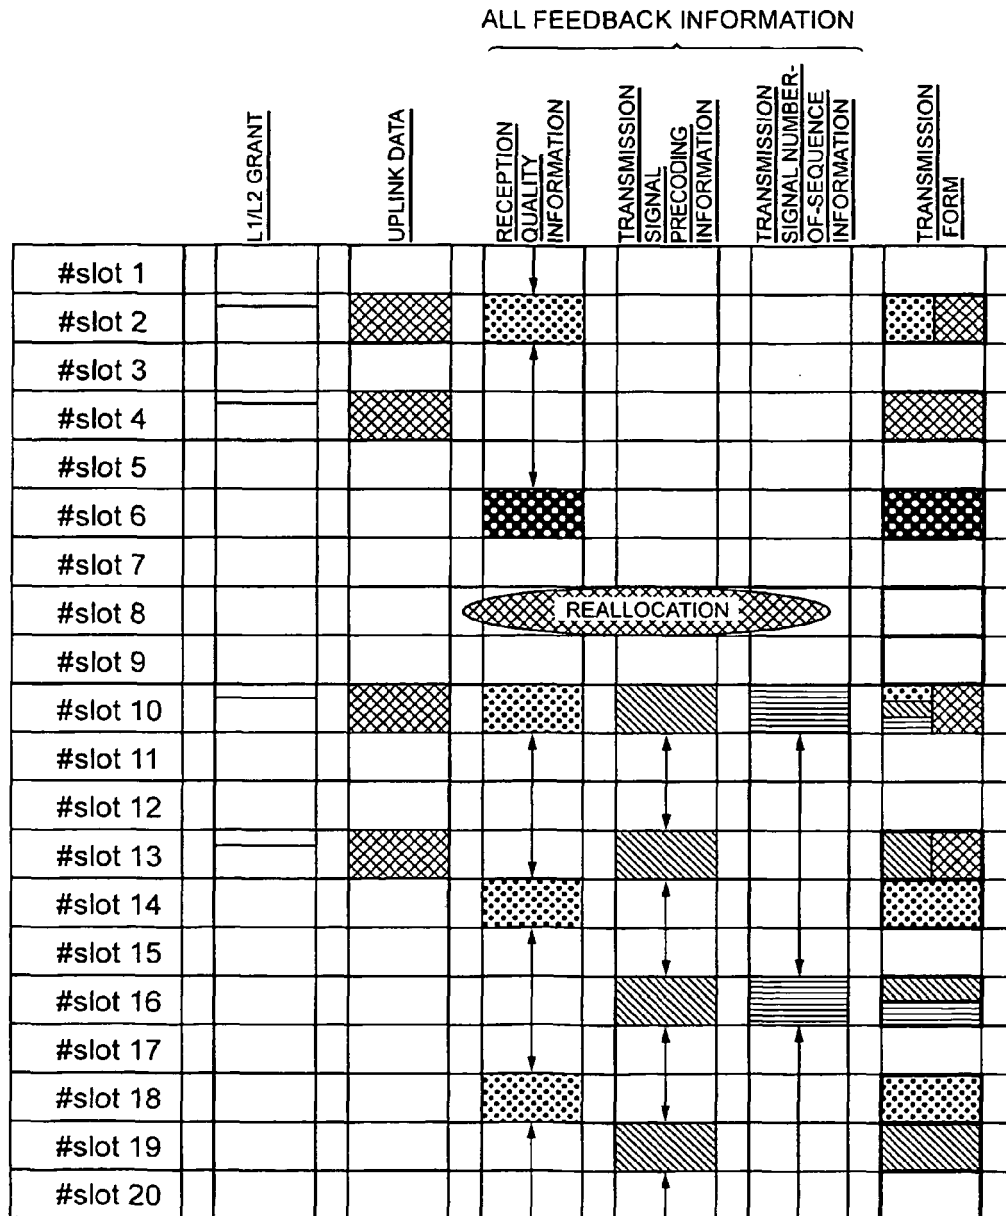 ALL FEEDBACK INFORMATION
L1/L2 GRANT
UPLINK DATA
RECEPTION
QUALITY
INFORMATION
TRANSMISSION
SIGNAL
PRECODING
INFORMATION
TRANSMISSION
SIGNAL NUMBER-
OF-SEQUENCE
INFORMATION
TRANSMISSION
FORM
#slot 1
#slot 2
#slot 3
#slot 4
#slot 5
#slot 6
#slot 7
#slot 8
REALLOCATION
#slot 9
#slot 10
#slot 11
#slot 12
#slot 13
#slot 14
#slot 15
#slot 16
#slot 17
#slot 18
#slot 19
#slot 20